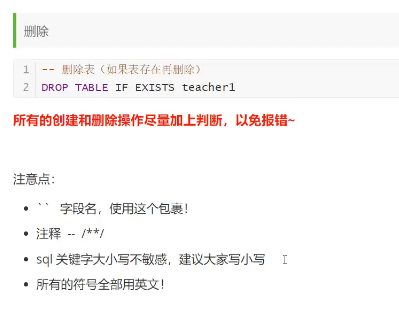 删除
1 -- 删除表（如果表存在再删除）
2 DROP TABLE IF EXISTS teacher1
所有的创建和删除操作尽量加上判断，以免报错~
注意点：
• `` 字段名，使用这个包裹！
• 注释 -- /**/
• sql 关键字大小写不敏感，建议大家写小写
• 所有的符号全部用英文！